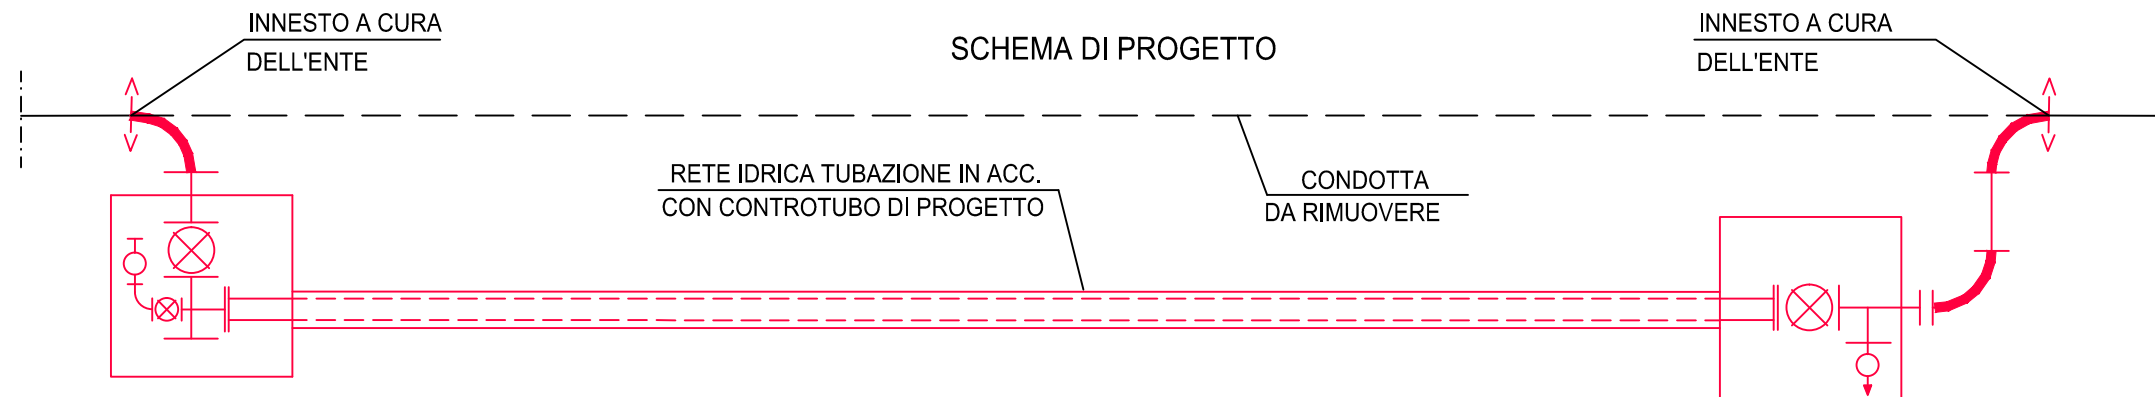 INNESTO A CURA
DELL'ENTE
SCHEMA DI PROGETTO
INNESTO A CURA
DELL'ENTE
RETE IDRICA TUBAZIONE IN ACC.
CON CONTROTUBO DI PROGETTO
CONDOTTA
DA RIMUOVERE